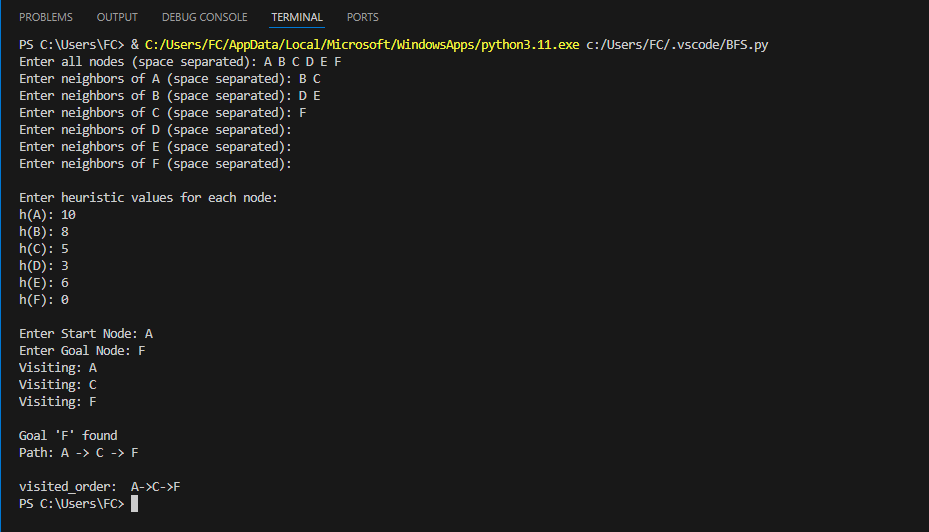 PROBLEMS OUTPUT DEBUG CONSOLE TERMINAL PORTS
PS C:\Users\FC> & C:/Users/FC/AppData/Local/Microsoft/WindowsApps/python3.11.exe c:/Users/FC/.vscode/BFS.py
Enter all nodes (space separated): A B C D E F
Enter neighbors of A (space separated): B C
Enter neighbors of B (space separated): D E
Enter neighbors of C (space separated): F
Enter neighbors of D (space separated):
Enter neighbors of E (space separated):
Enter neighbors of F (space separated):
Enter heuristic values for each node:
h(A): 10
h(B): 8
h(C): 5
h(D): 3
h(E): 6
h(F): 0
Enter Start Node: A
Enter Goal Node: F
Visiting: A
Visiting: C
Visiting: F
Goal 'F' found
Path: A -> C -> F
visited_order:  A->C->F
PS C:\Users\FC>